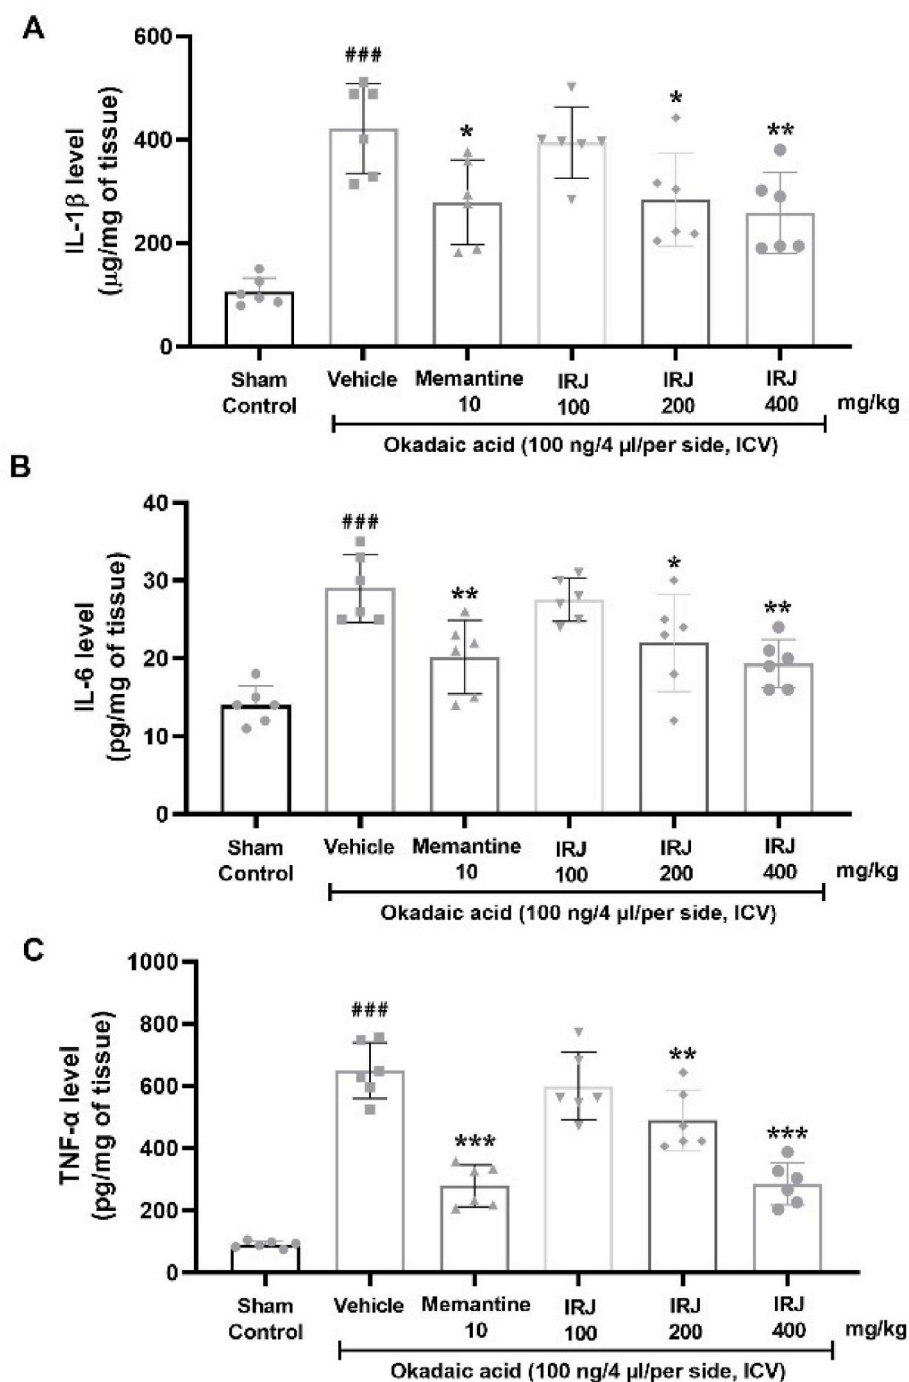 A
600
400
200
0
IL-1β level
(μg/mg of tissue)
###
*
*
**
Sham
Control
Vehicle
Memantine
10
IRJ
100
IRJ
200
IRJ
400
mg/kg
Okadaic acid (100 ng/4 μl/per side, ICV)
B
40
30
20
10
0
IL-6 level
(pg/mg of tissue)
###
**
*
**
Sham
Control
Vehicle
Memantine
10
IRJ
100
IRJ
200
IRJ
400
mg/kg
Okadaic acid (100 ng/4 μl/per side, ICV)
C
1000
800
600
400
200
0
TNF-α level
(pg/mg of tissue)
###
***
**
***
Sham
Control
Vehicle
Memantine
10
IRJ
100
IRJ
200
IRJ
400
mg/kg
Okadaic acid (100 ng/4 μl/per side, ICV)